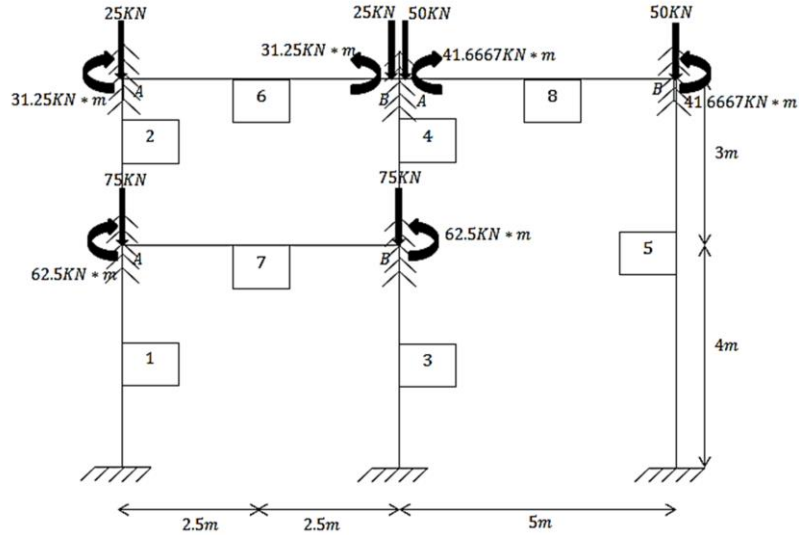 25KN 25KN 50KN 50KN
31.25KN * m 41.6667KN * m
31.25KN * m A 6 B A 8 B 41.6667KN * m
2 4 3m
75KN 75KN
62.5KN * m
62.5KN * m A 7 B 5
1 3 4m
2.5m 2.5m 5m